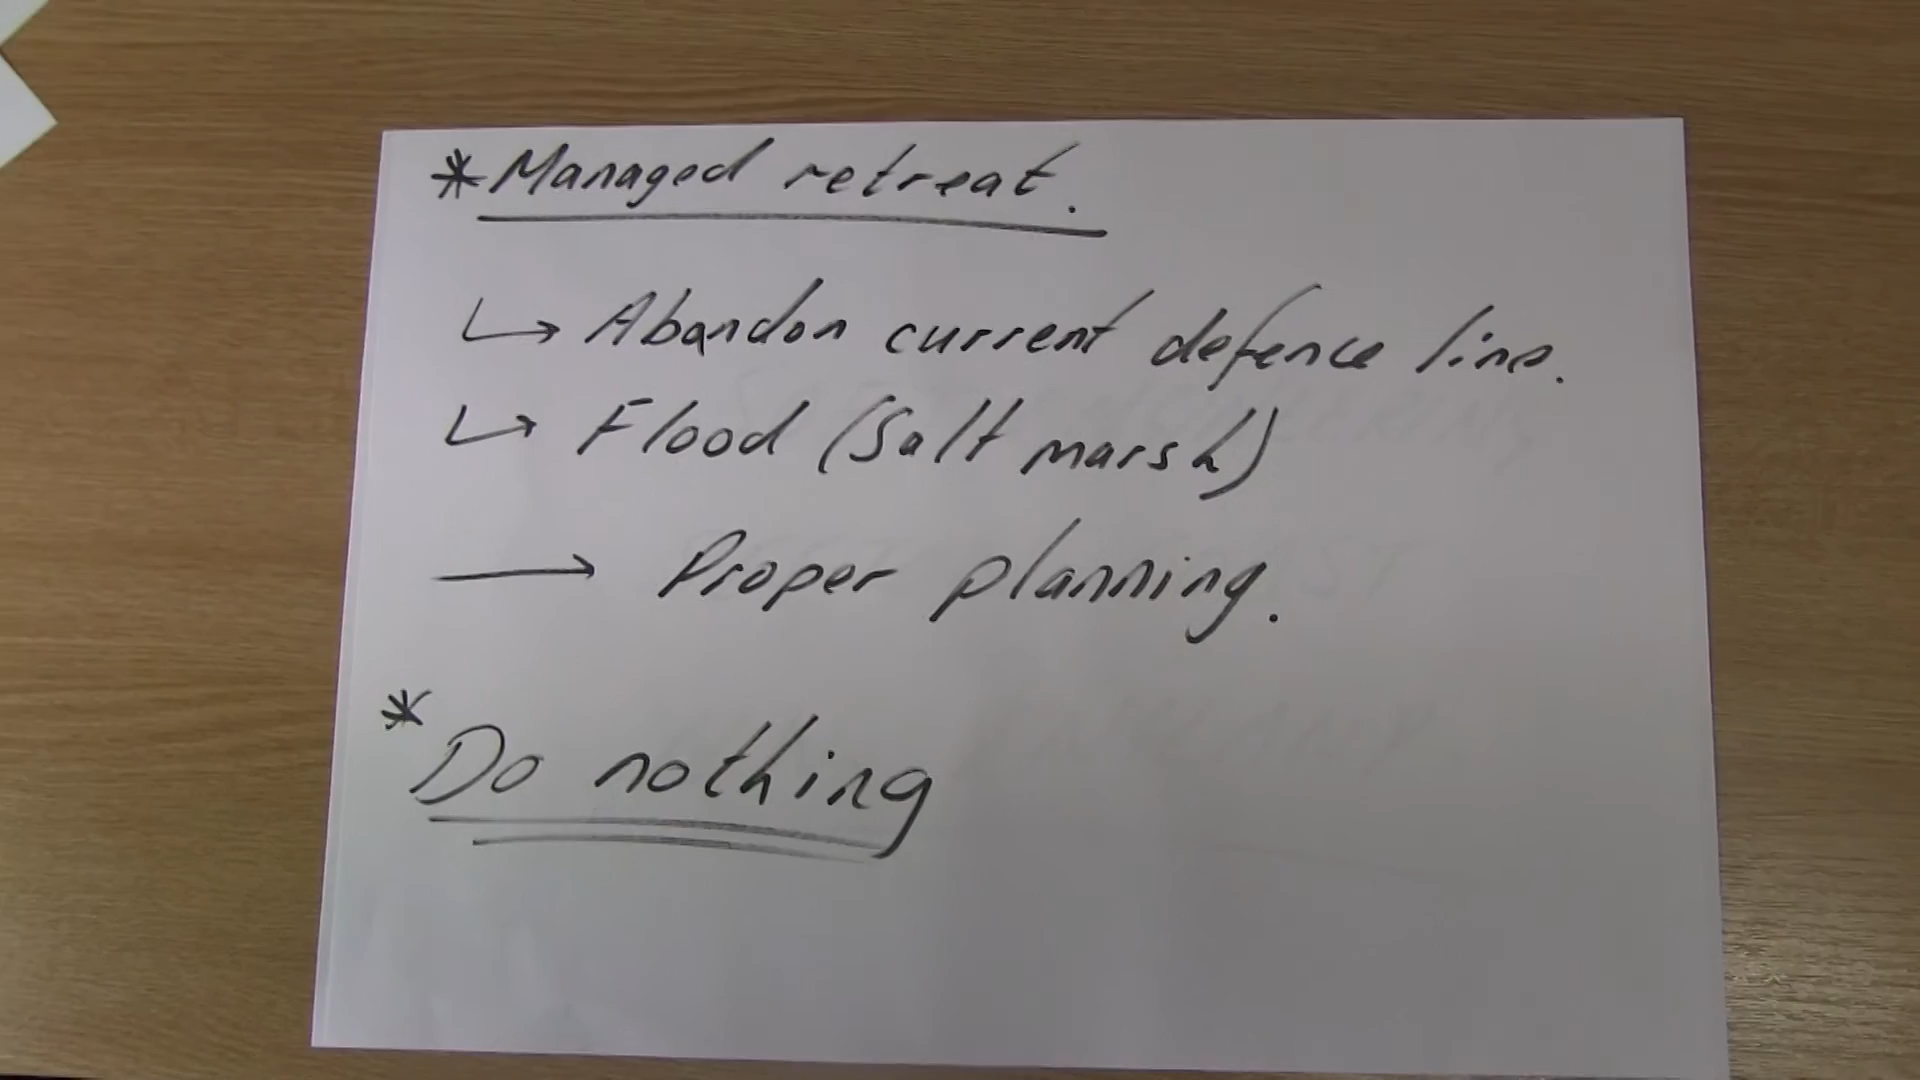 * Managed retreat.
↳ Abandon current defence line.
↳ Flood (Salt marsh)
→ Proper planning.
* Do nothing